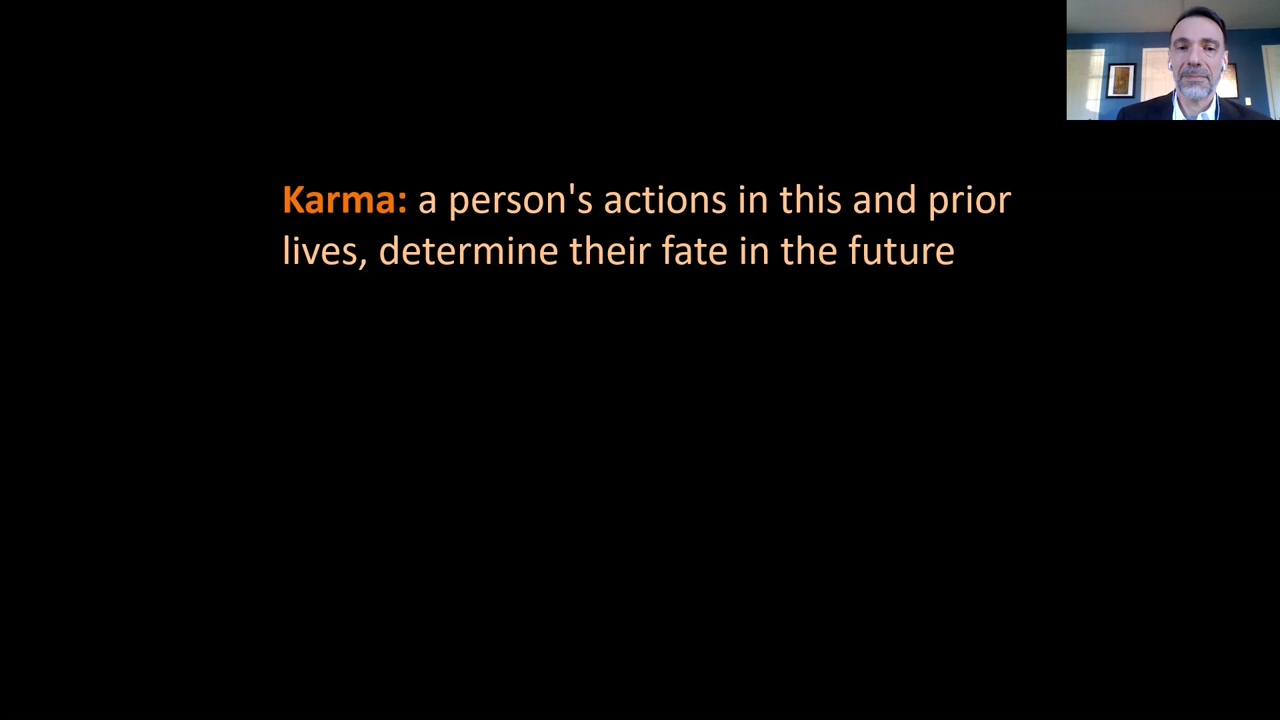 Karma: a person's actions in this and prior
lives, determine their fate in the future